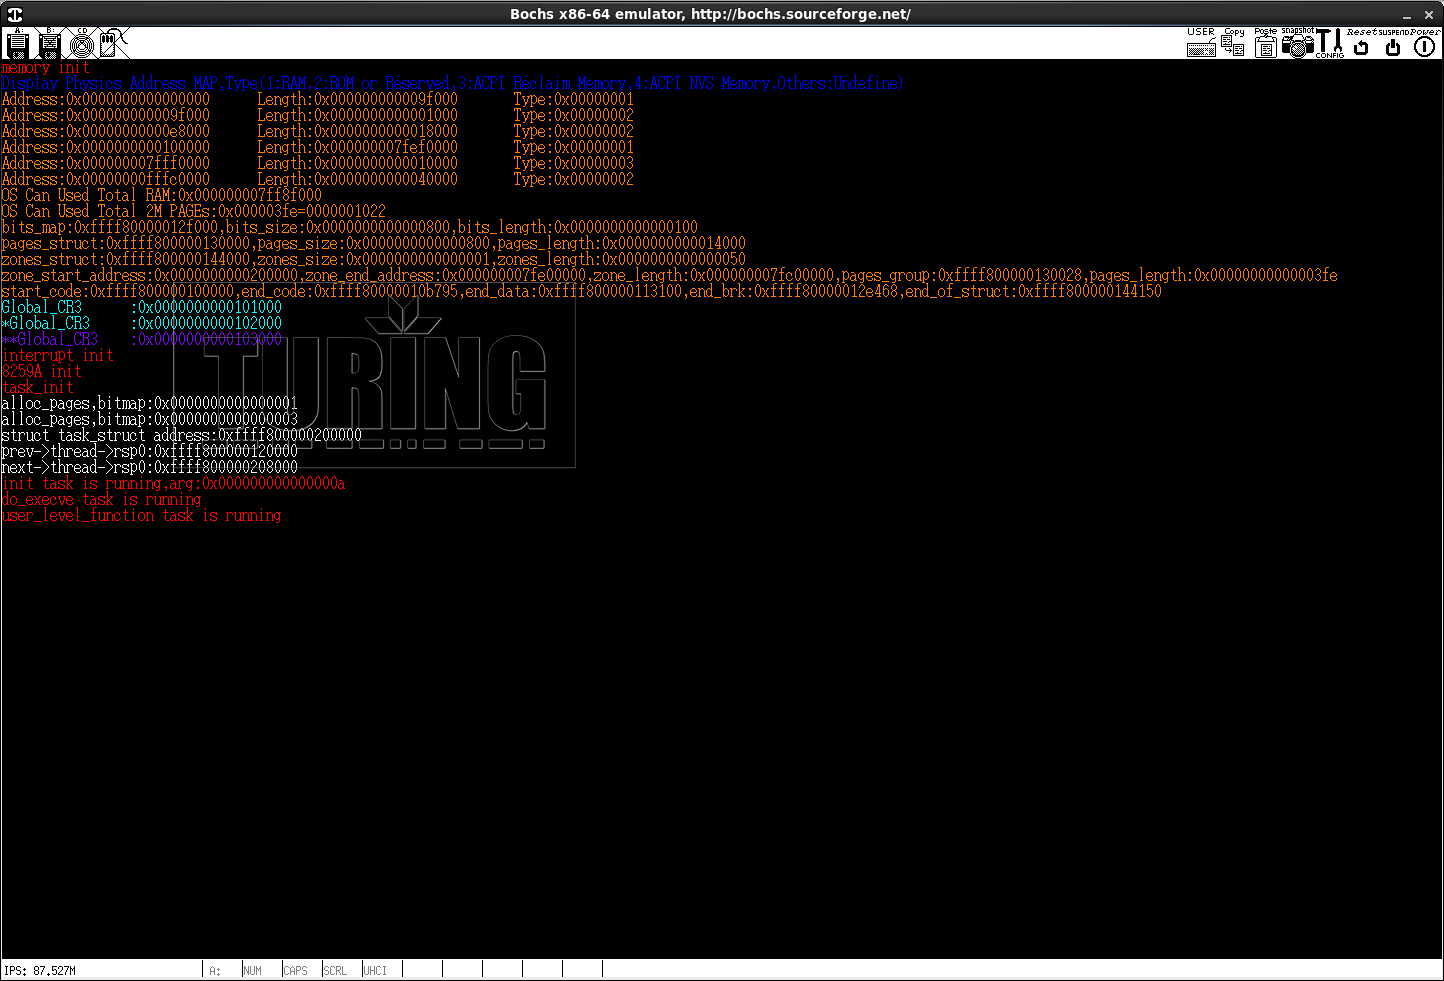 Bochs x86-64 emulator, http://bochs.sourceforge.net/
A: B: CD USER Copy Paste snapshot CONFIG Reset SUSPEND Power
memory init
Display Physics Address MAP,Type(1:RAM,2:ROM or Reserved,3:ACPI Reclaim Memory,4:ACPI NVS Memory,Others:Undefine)
Address:0x0000000000000000 Length:0x000000000009f000 Type:0x00000001
Address:0x000000000009f000 Length:0x0000000000001000 Type:0x00000002
Address:0x00000000000e8000 Length:0x0000000000018000 Type:0x00000002
Address:0x0000000000100000 Length:0x000000007fef0000 Type:0x00000001
Address:0x000000007fff0000 Length:0x0000000000010000 Type:0x00000003
Address:0x00000000fffc0000 Length:0x0000000000040000 Type:0x00000002
OS Can Used Total RAM:0x000000007ff8f000
OS Can Used Total 2M PAGEs:0x000003fe=0000001022
bits_map:0xffff80000012f000,bits_size:0x0000000000000800,bits_length:0x0000000000000100
pages_struct:0xffff800000130000,pages_size:0x0000000000000800,pages_length:0x0000000000014000
zones_struct:0xffff800000144000,zones_size:0x0000000000000001,zones_length:0x0000000000000050
zone_start_address:0x0000000000200000,zone_end_address:0x000000007fe00000,zone_length:0x000000007fc00000,pages_group:0xffff800000130028,pages_length:0x00000000000003fe
start_code:0xffff800000100000,end_code:0xffff80000010b795,end_data:0xffff800000113100,end_brk:0xffff80000012e468,end_of_struct:0xffff800000144150
Global_CR3 :0x0000000000101000
*Global_CR3 :0x0000000000102000
**Global_CR3 :0x0000000000103000
interrupt init
8259A init
task_init
alloc_pages,bitmap:0x0000000000000001
alloc_pages,bitmap:0x0000000000000003
struct task_struct address:0xffff800000200000
prev->thread->rsp0:0xffff800000120000
next->thread->rsp0:0xffff800000208000
init task is running,arg:0x000000000000000a
do_execve task is running
user_level_function task is running
TURING
IPS: 87.527M A: NUM CAPS SCRL UHCI